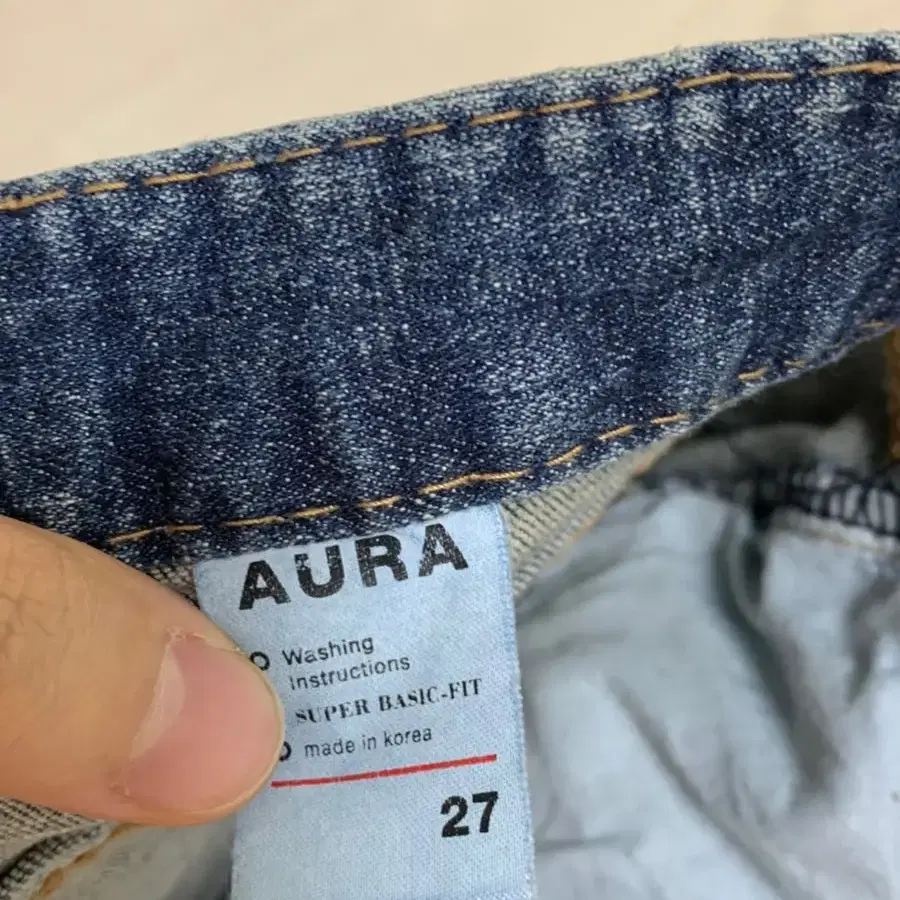 AURA
Washing
Instructions
SUPER BASIC-FIT
made in korea
27